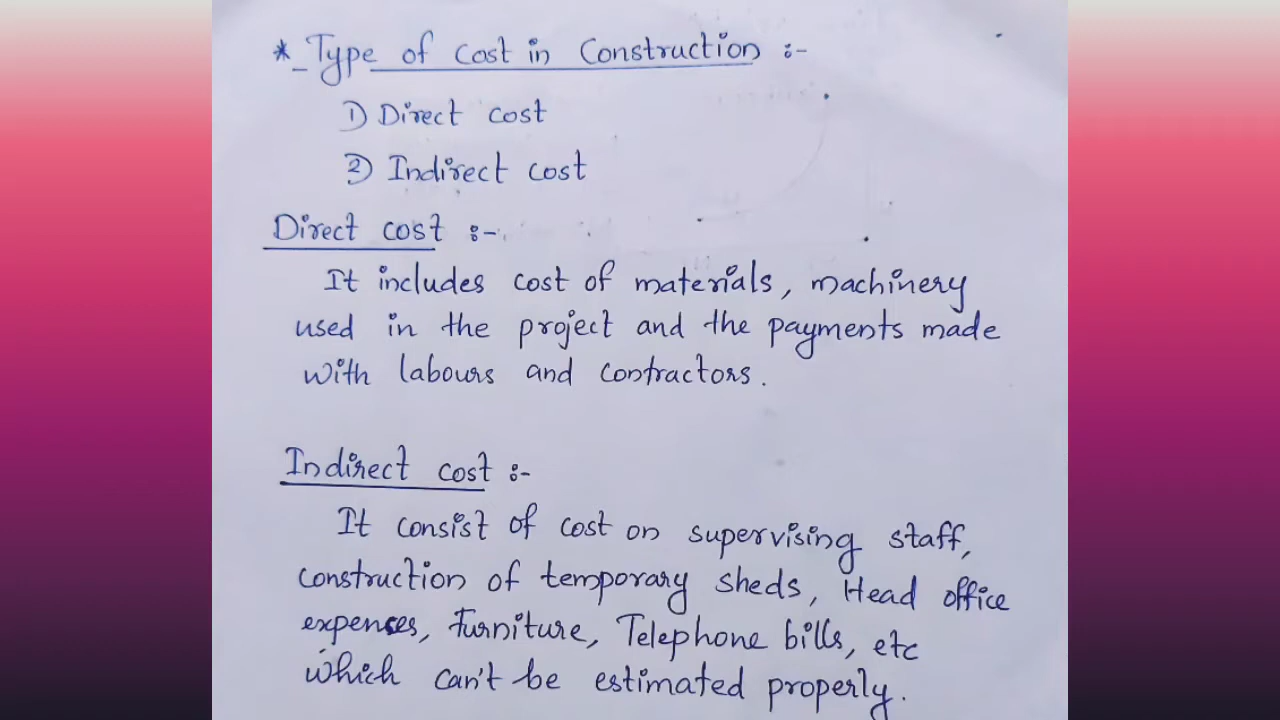 * Type of Cost in Construction :-
1) Direct cost
2) Indirect cost
Direct cost :-
It includes cost of materials, machinery
used in the project and the payments made
with labours and contractors.
Indirect cost :-
It consist of cost on supervising staff,
construction of temporary sheds, Head office
expenses, furniture, Telephone bills, etc
which can't be estimated properly.